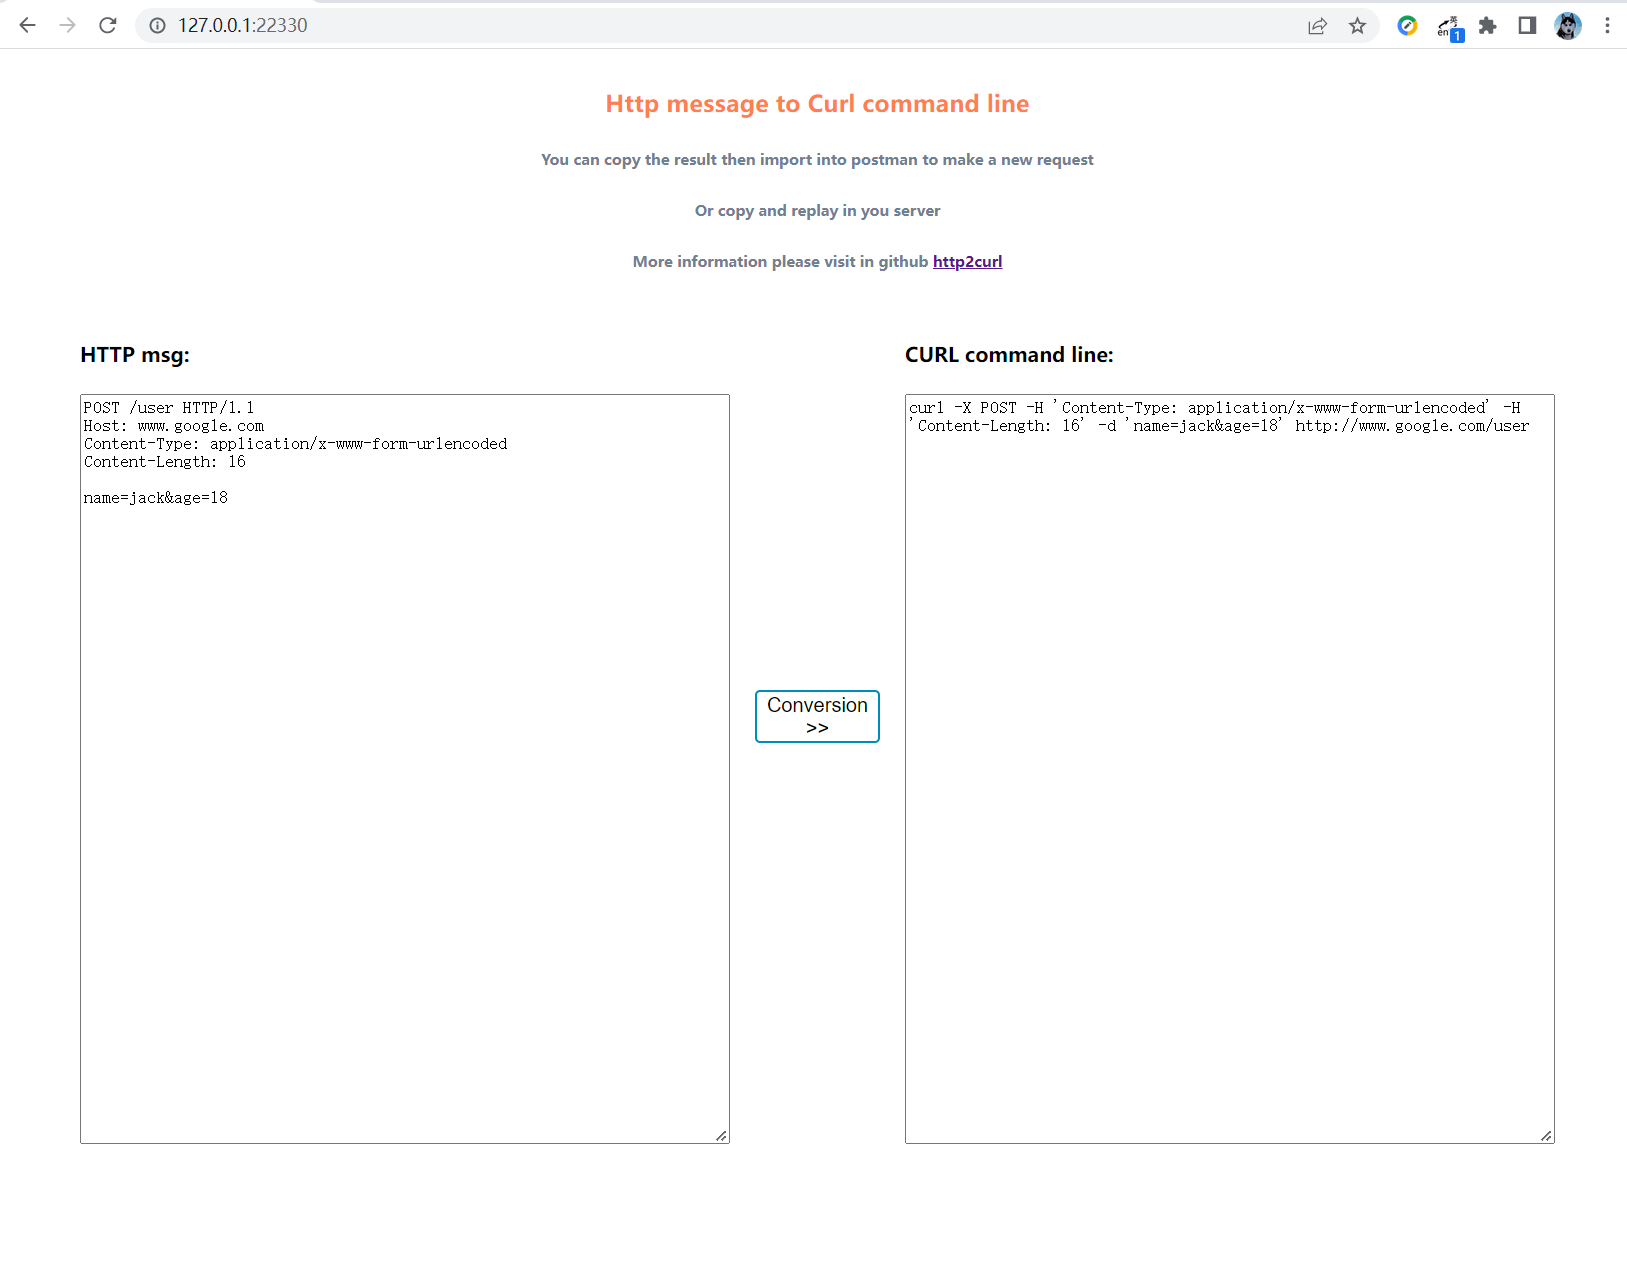 127.0.0.1:22330
英
en
1
Http message to Curl command line
You can copy the result then import into postman to make a new request
Or copy and replay in you server
More information please visit in github http2curl
HTTP msg:
POST /user HTTP/1.1
Host: www.google.com
Content-Type: application/x-www-form-urlencoded
Content-Length: 16
name=jack&age=18
Conversion
>>
CURL command line:
curl -X POST -H 'Content-Type: application/x-www-form-urlencoded' -H
'Content-Length: 16' -d 'name=jack&age=18' http://www.google.com/user